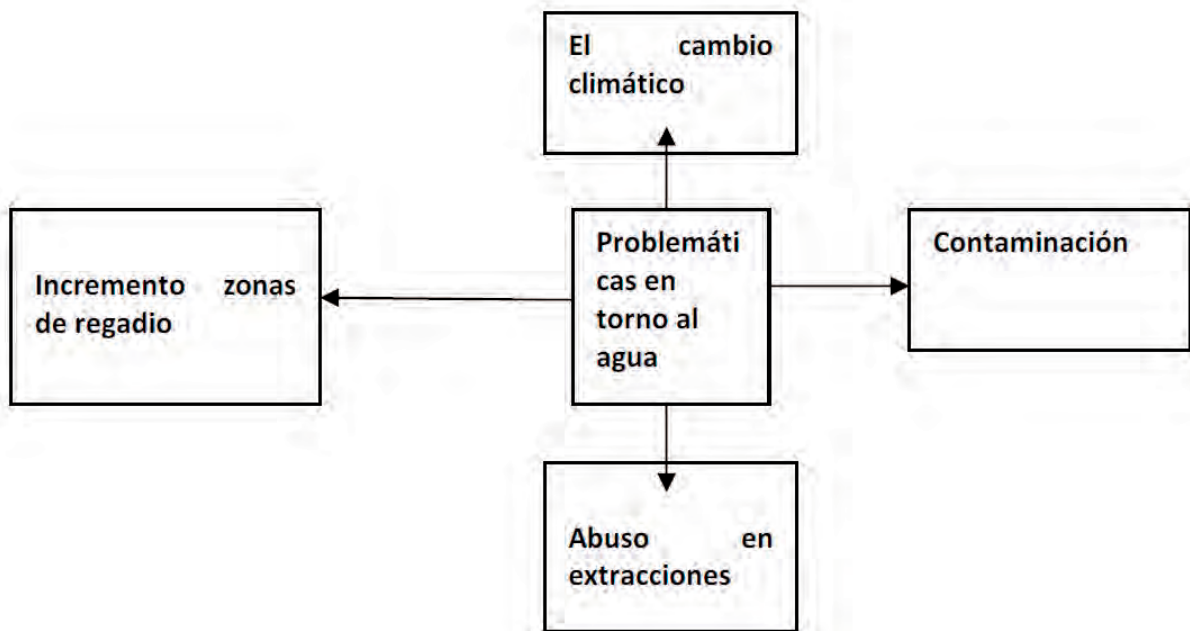 El cambio
climático
Problemáti
cas en
torno al
agua
Contaminación
Incremento zonas
de regadio
Abuso en
extracciones